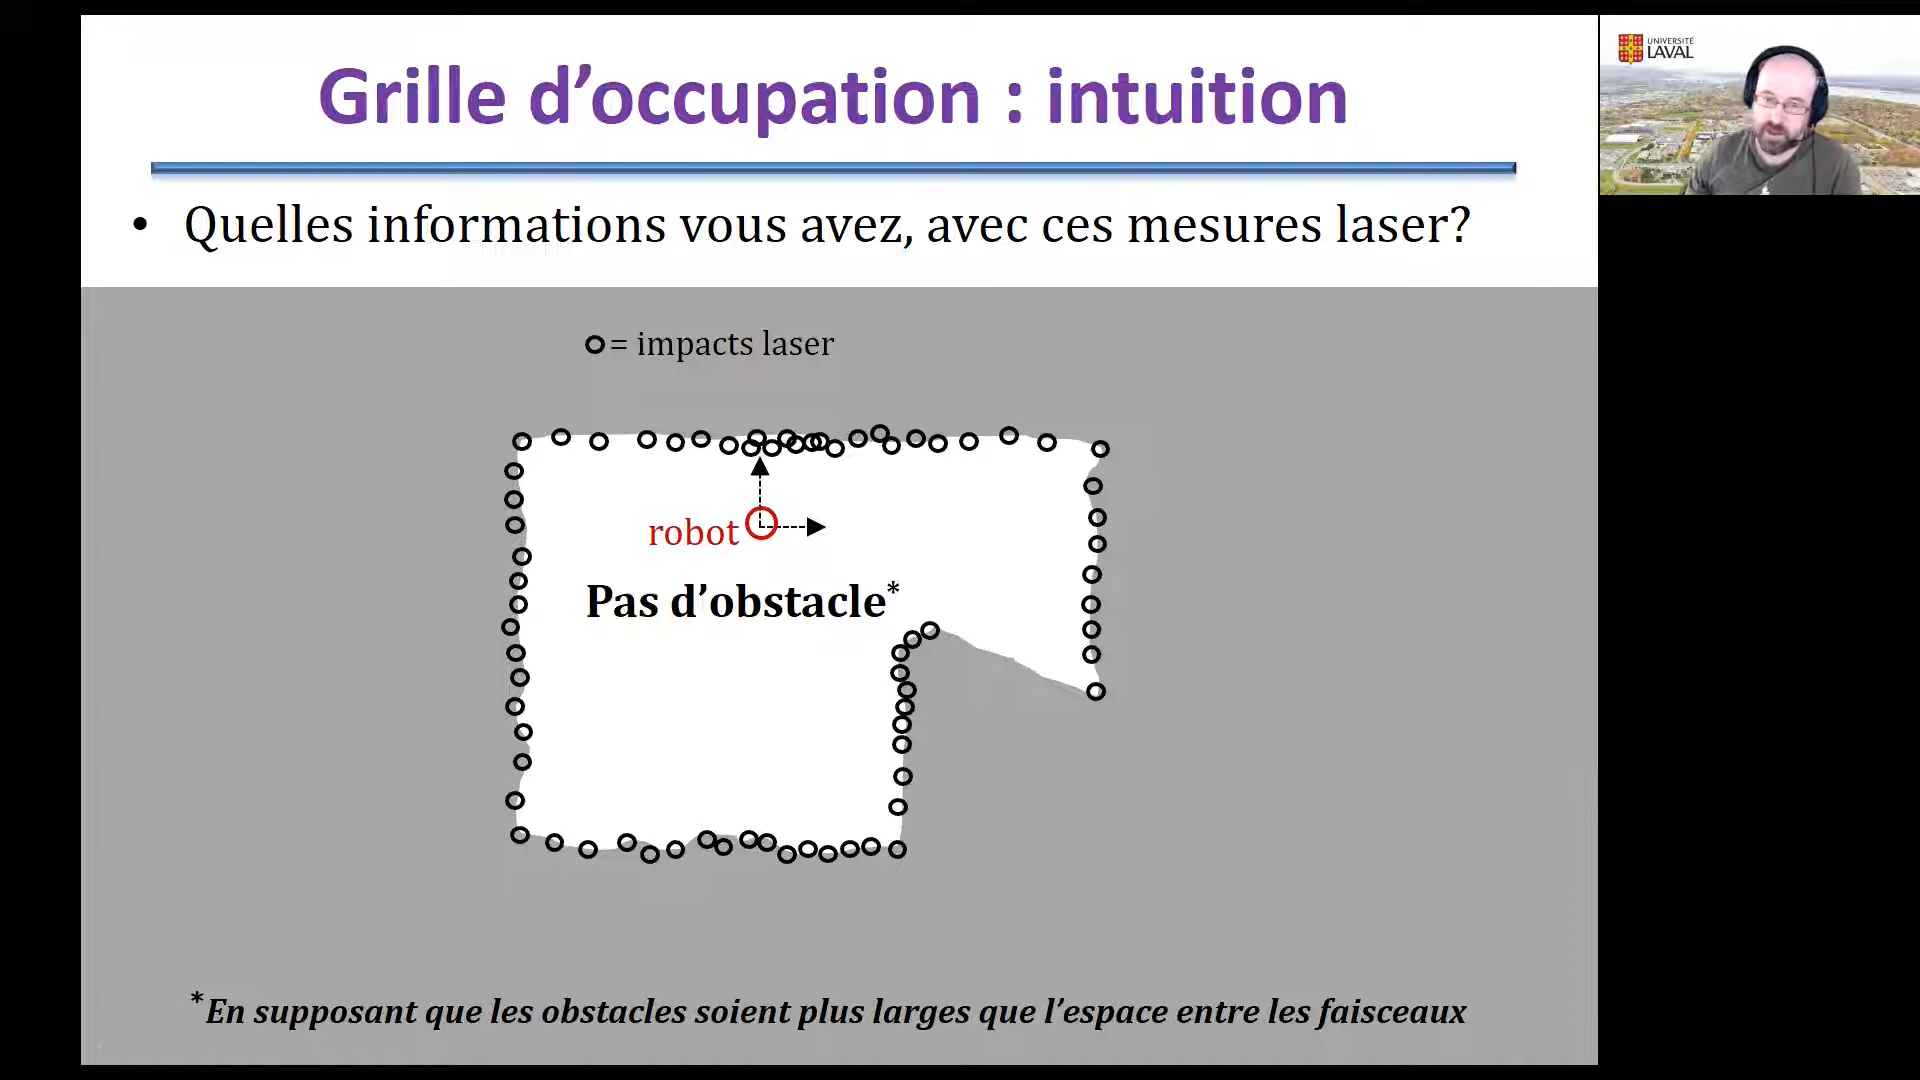 Grille d’occupation : intuition
UNIVERSITÉ
LAVAL
• Quelles informations vous avez, avec ces mesures laser?
= impacts laser
robot
Pas d’obstacle*
*En supposant que les obstacles soient plus larges que l’espace entre les faisceaux